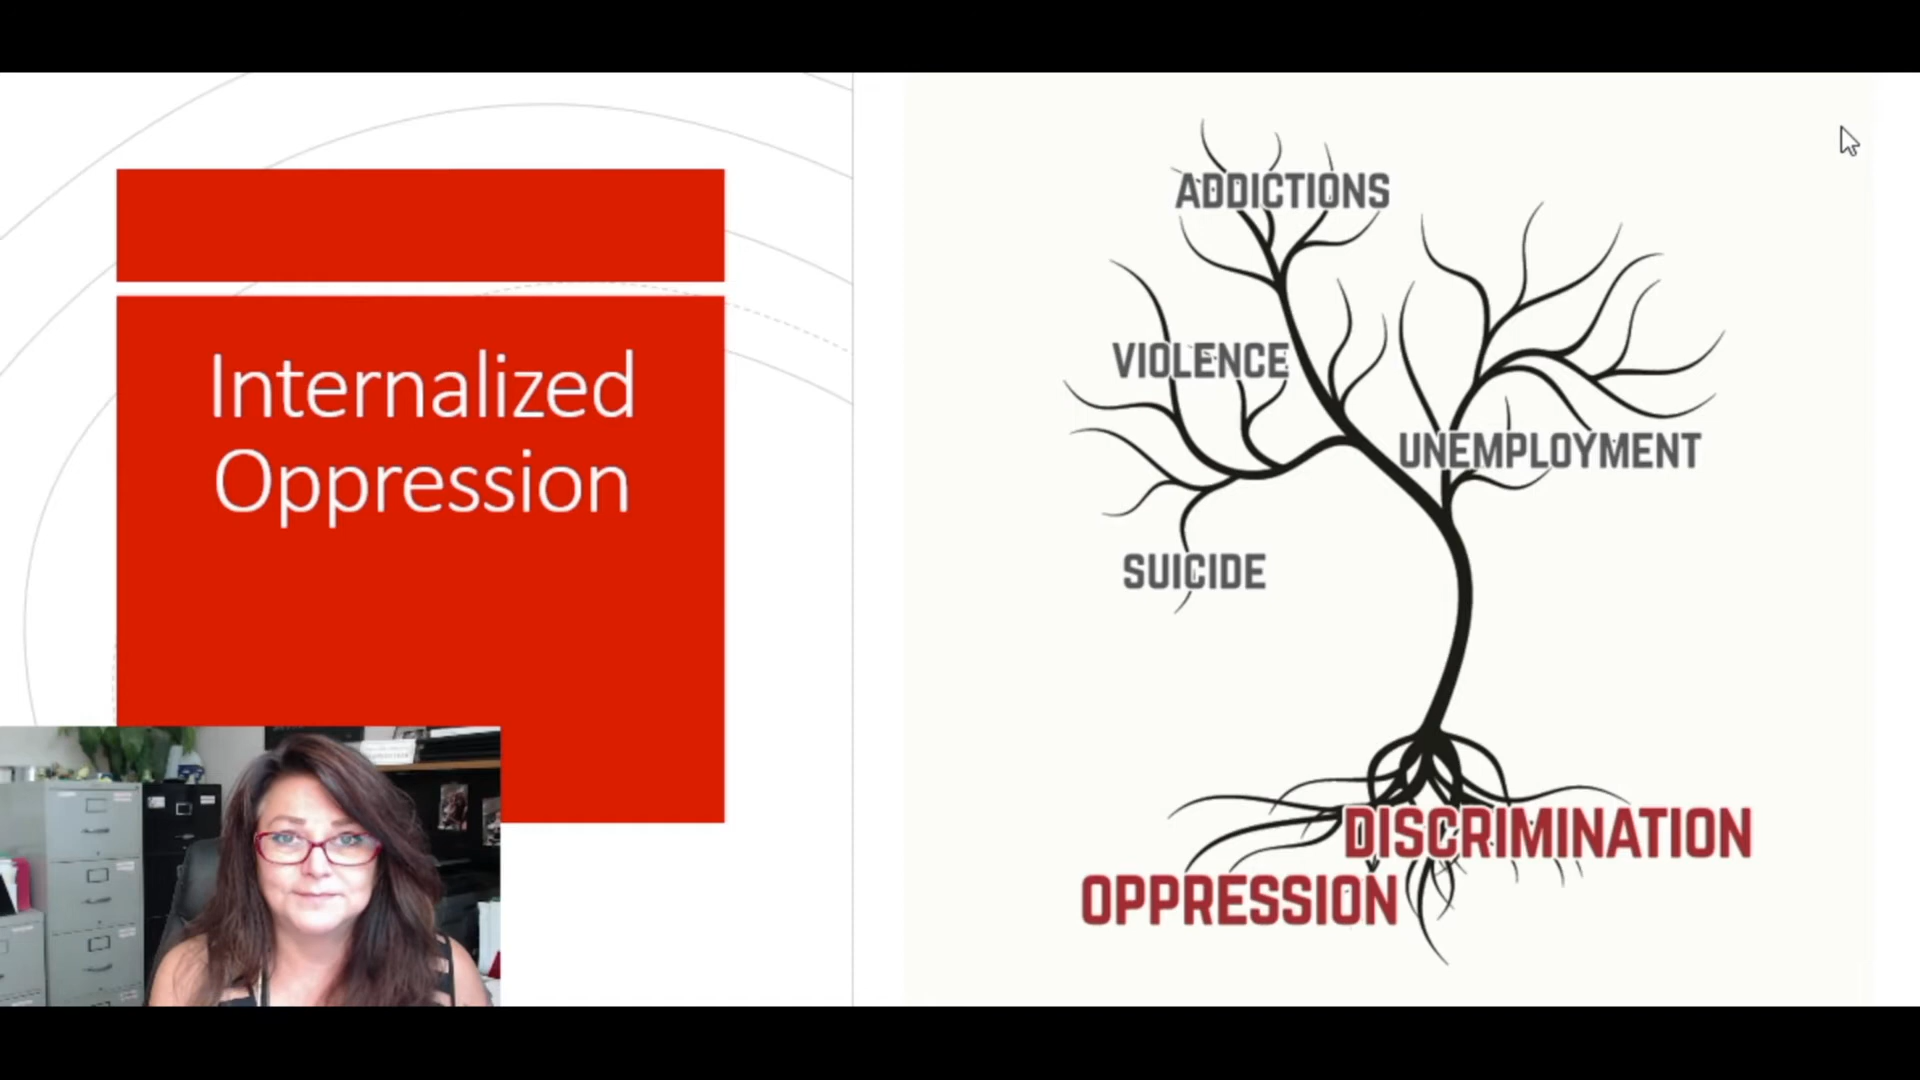 Internalized
Oppression
ADDICTIONS
VIOLENCE
UNEMPLOYMENT
SUICIDE
DISCRIMINATION
OPPRESSION